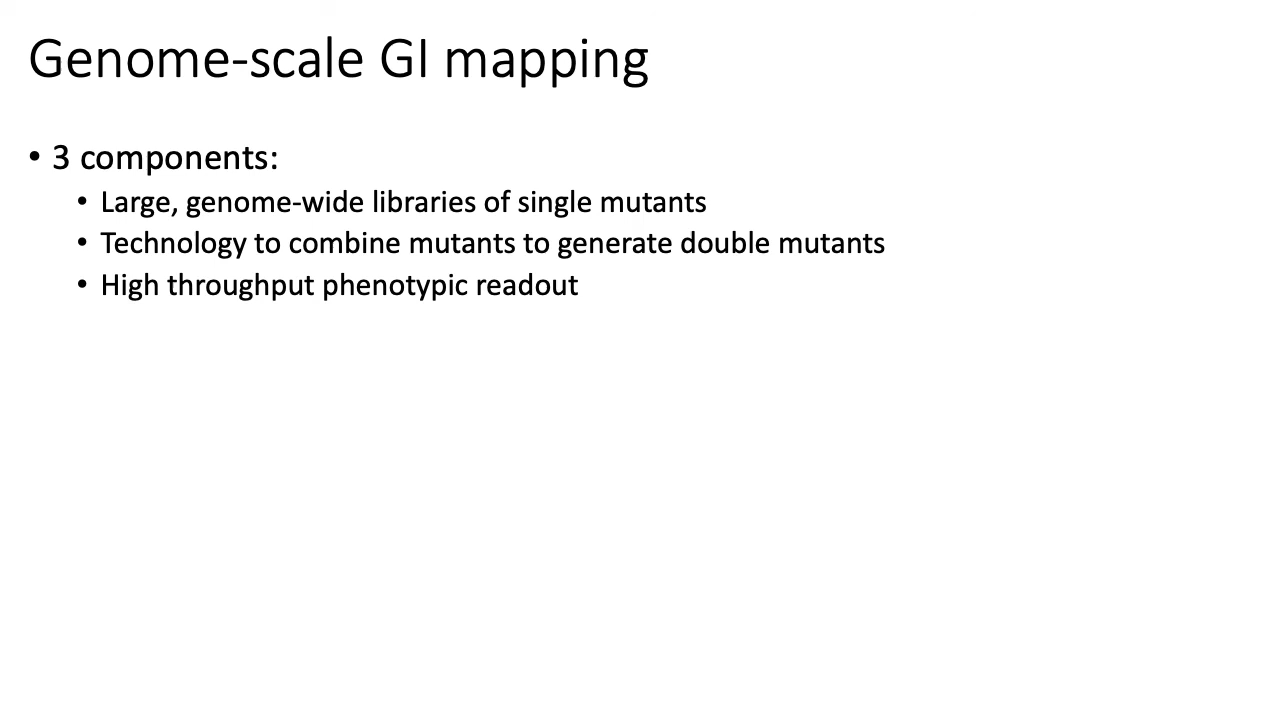 Genome-scale GI mapping
• 3 components:
• Large, genome-wide libraries of single mutants
• Technology to combine mutants to generate double mutants
• High throughput phenotypic readout